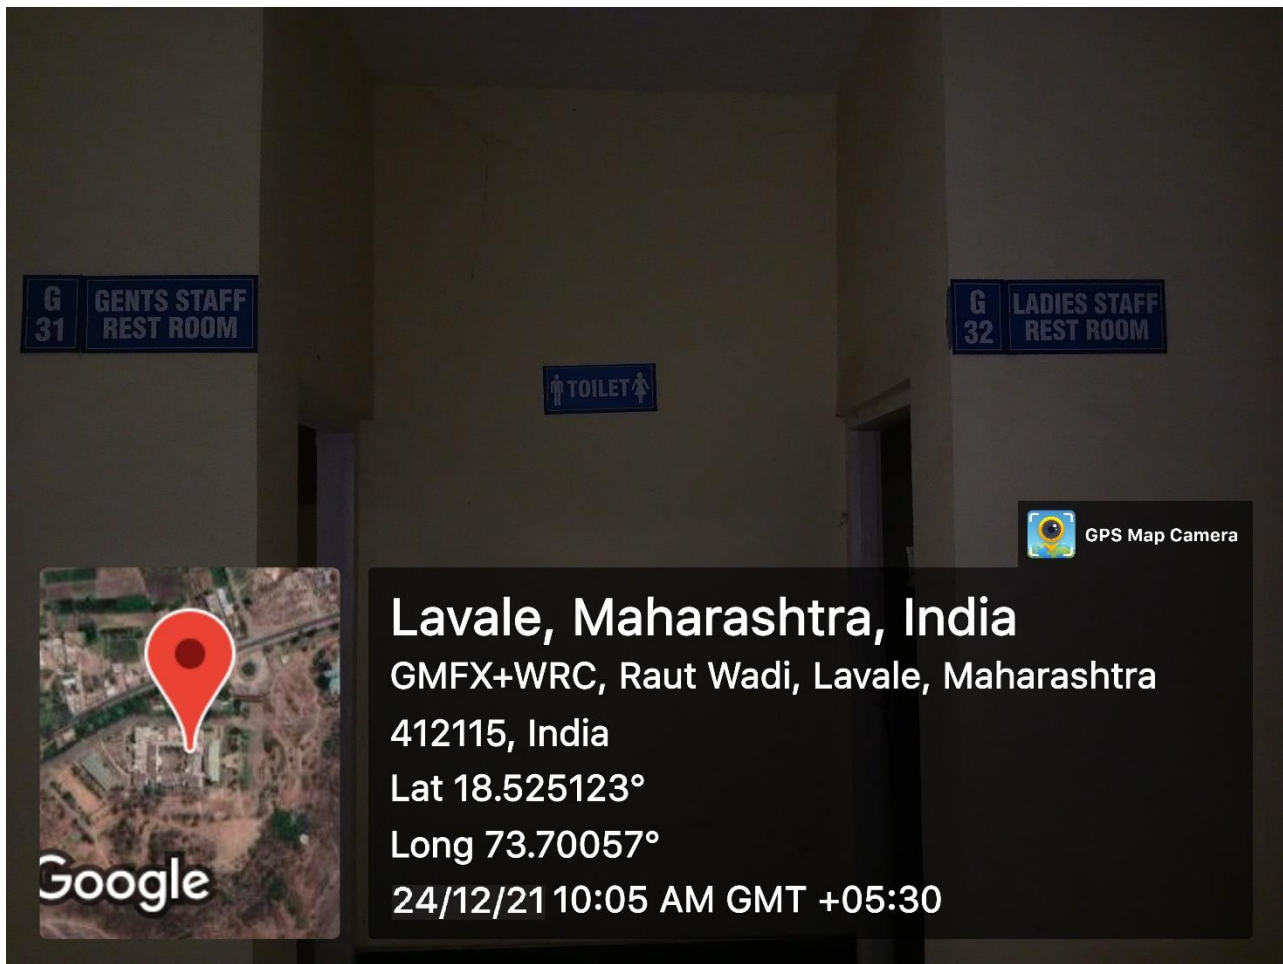 G
31
GENTS STAFF
REST ROOM
TOILET
G
32
LADIES STAFF
REST ROOM
GPS Map Camera
Lavale, Maharashtra, India
GMFX+WRC, Raut Wadi, Lavale, Maharashtra
412115, India
Lat 18.525123°
Long 73.70057°
24/12/21 10:05 AM GMT +05:30
Google